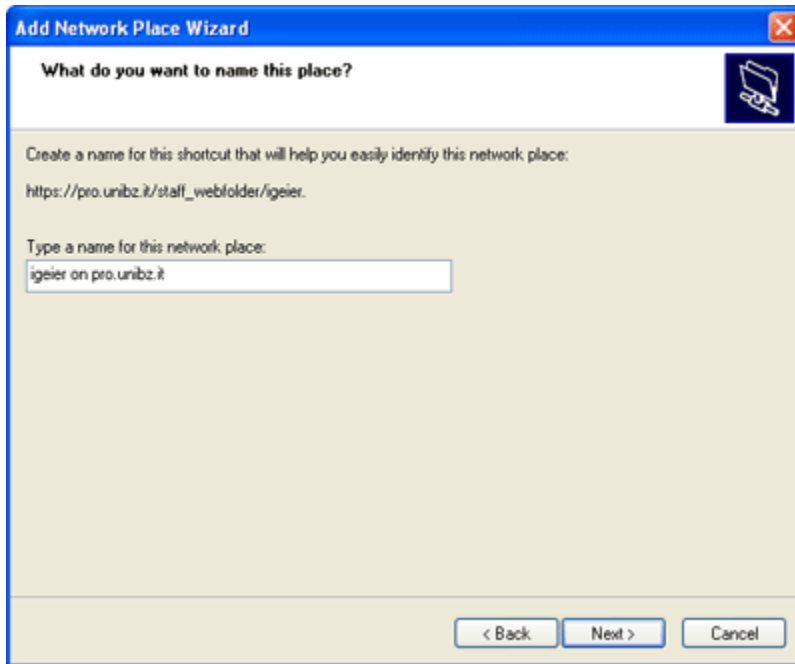 Add Network Place Wizard
What do you want to name this place?
Create a name for this shortcut that will help you easily identify this network place:
https://pro.unibz.it/staff_webfolder/igeier.
Type a name for this network place:
igeier on pro.unibz.it
< Back
Next >
Cancel